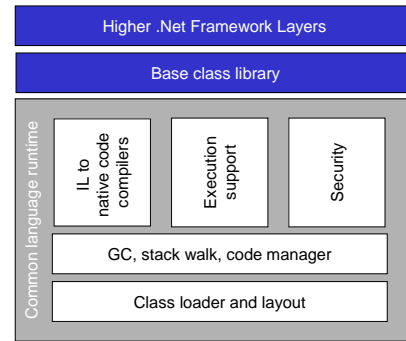 Higher .Net Framework Layers
Base class library
Common language runtime
IL to
native code
compilers
Execution
support
Security
GC, stack walk, code manager
Class loader and layout